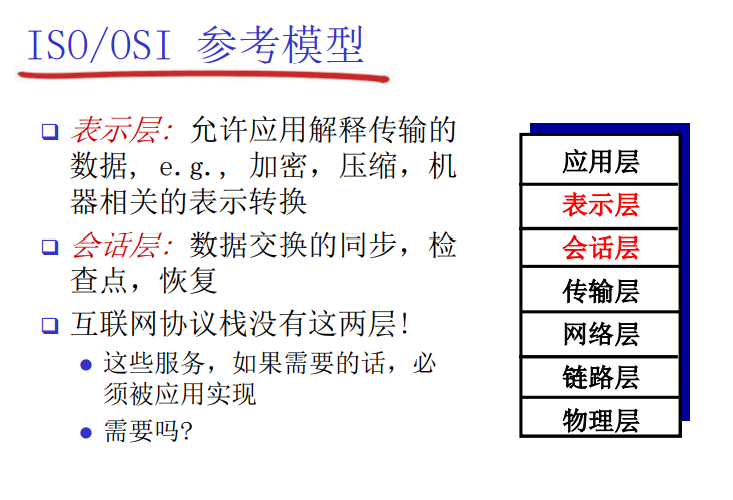 ISO/OSI 参考模型
表示层: 允许应用解释传输的
数据, e.g., 加密，压缩，机
器相关的表示转换
会话层: 数据交换的同步，检
查点，恢复
互联网协议栈没有这两层!
这些服务，如果需要的话，必
须被应用实现
需要吗?
应用层
表示层
会话层
传输层
网络层
链路层
物理层